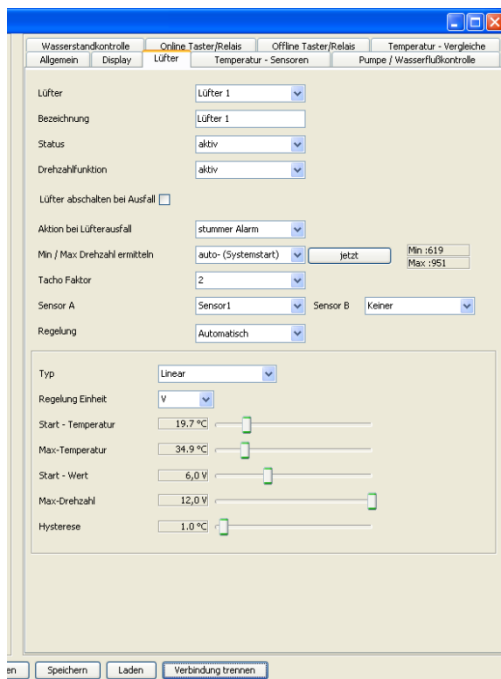 Wasserstandkontrolle Online Taster/Relais Offline Taster/Relais Temperatur - Vergleiche
Allgemein Display Lüfter Temperatur - Sensoren Pumpe / Wasserflußkontrolle
Lüfter Lüfter 1
Bezeichnung Lüfter 1
Status aktiv
Drehzahlfunktion aktiv
Lüfter abschalten bei Ausfall
Aktion bei Lüfterausfall stummer Alarm
Min / Max Drehzahl ermitteln auto- (Systemstart) jetzt Min :619
Max :951
Tacho Faktor 2
Sensor A Sensor1 Sensor B Keiner
Regelung Automatisch
Typ Linear
Regelung Einheit V
Start - Temperatur 19.7 °C
Max-Temperatur 34.9 °C
Start - Wert 6,0 V
Max-Drehzahl 12,0 V
Hysterese 1.0 °C
en Speichern Laden Verbindung trennen